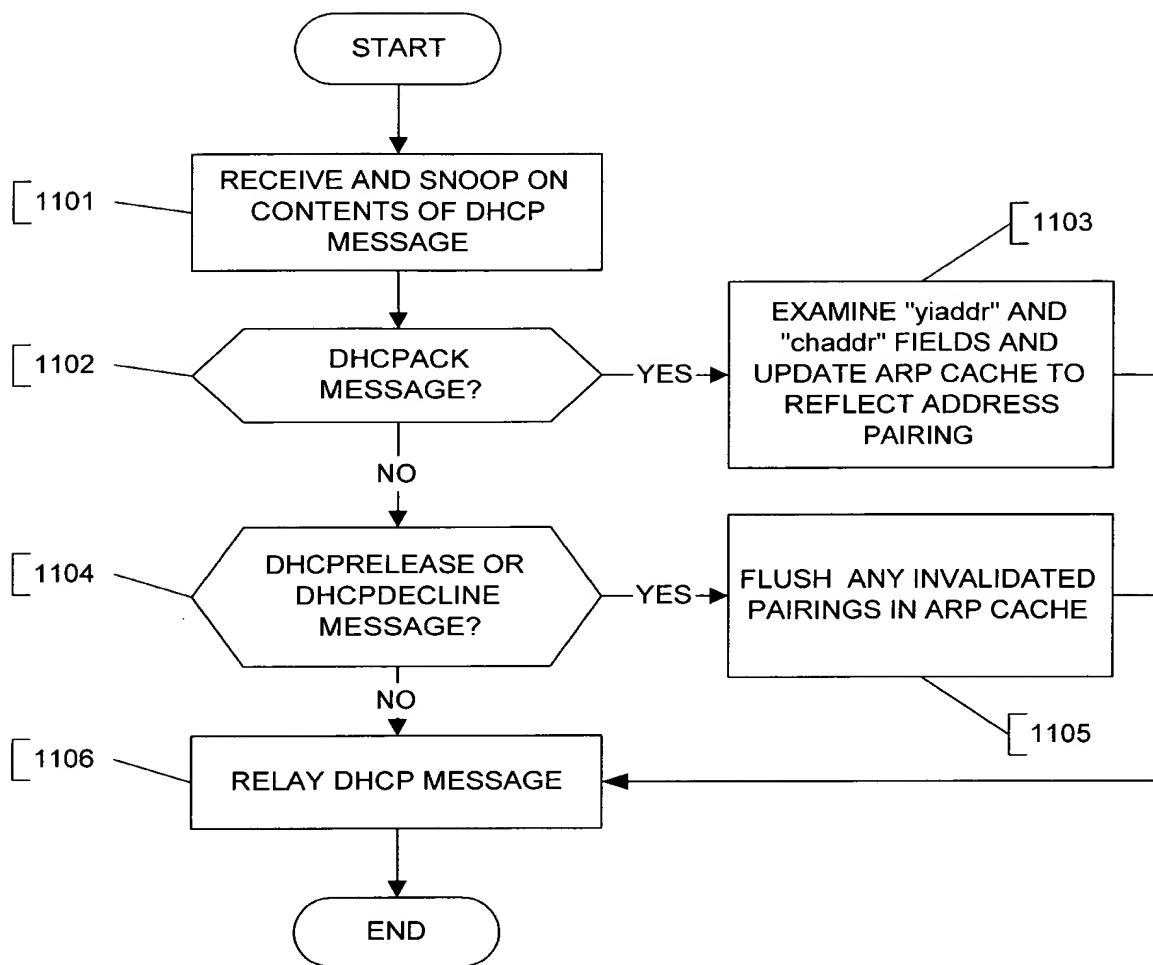 START
1101
RECEIVE AND SNOOP ON
CONTENTS OF DHCP
MESSAGE
1103
1102
DHCPACK
MESSAGE?
YES
EXAMINE "yiaddr" AND
"chaddr" FIELDS AND
UPDATE ARP CACHE TO
REFLECT ADDRESS
PAIRING
NO
1104
DHCPRELEASE OR
DHCPDECLINE
MESSAGE?
YES
FLUSH ANY INVALIDATED
PAIRINGS IN ARP CACHE
NO
1105
1106
RELAY DHCP MESSAGE
END